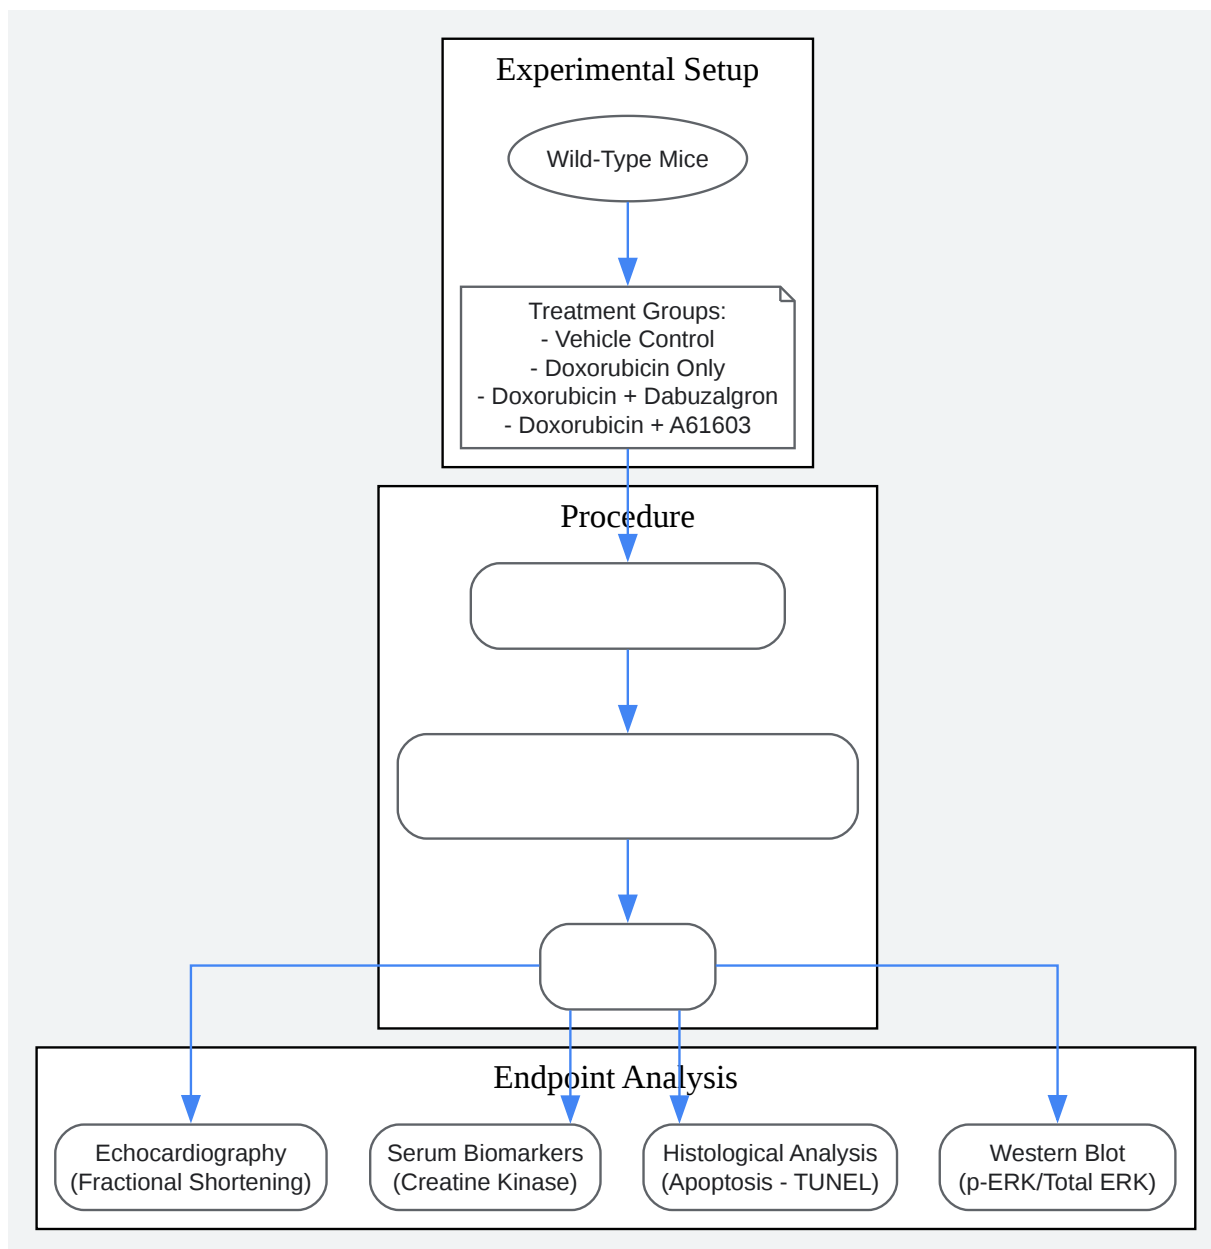 Experimental Setup
Wild-Type Mice
Treatment Groups:
- Vehicle Control
- Doxorubicin Only
- Doxorubicin + Dabuzalgron
- Doxorubicin + A61603
Procedure
Endpoint Analysis
Echocardiography
(Fractional Shortening)
Serum Biomarkers
(Creatine Kinase)
Histological Analysis
(Apoptosis - TUNEL)
Western Blot
(p-ERK/Total ERK)